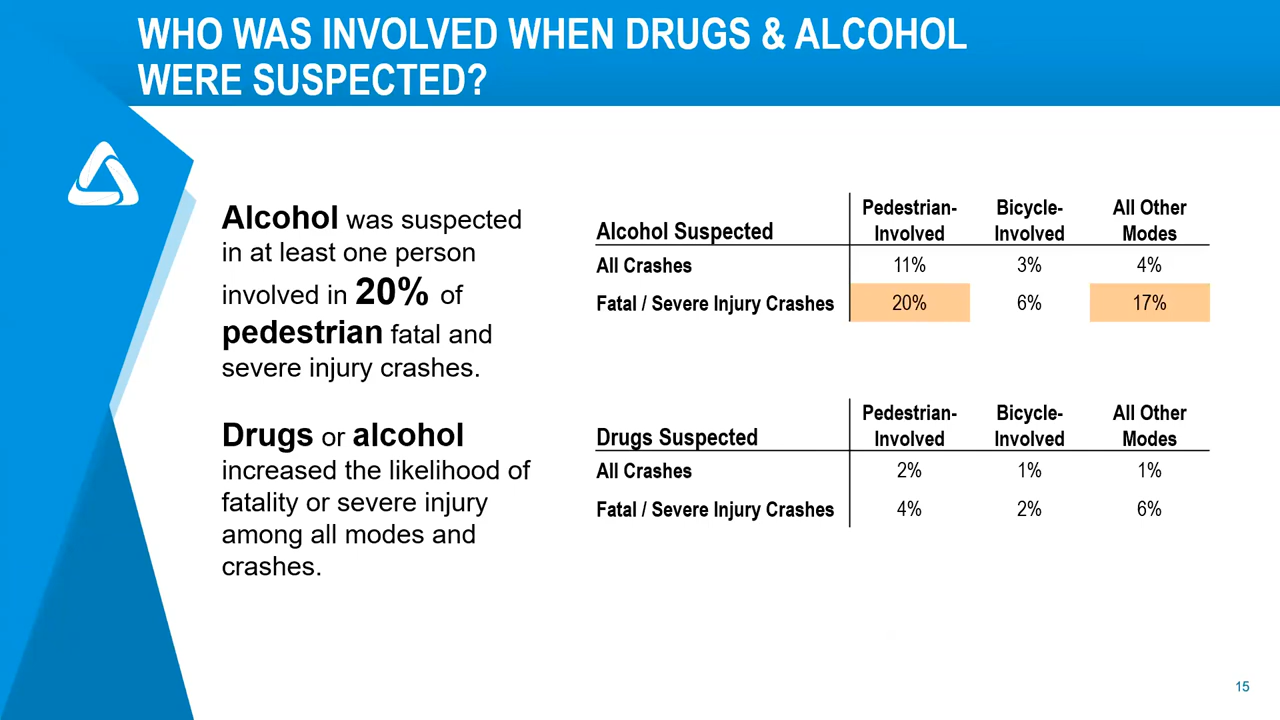 WHO WAS INVOLVED WHEN DRUGS & ALCOHOL
WERE SUSPECTED?
Alcohol was suspected
in at least one person
involved in 20% of
pedestrian fatal and
severe injury crashes.
Drugs or alcohol
increased the likelihood of
fatality or severe injury
among all modes and
crashes.
Pedestrian- Bicycle- All Other
Alcohol Suspected Involved Involved Modes
All Crashes 11% 3% 4%
Fatal / Severe Injury Crashes 20% 6% 17%
Pedestrian- Bicycle- All Other
Drugs Suspected Involved Involved Modes
All Crashes 2% 1% 1%
Fatal / Severe Injury Crashes 4% 2% 6%
15